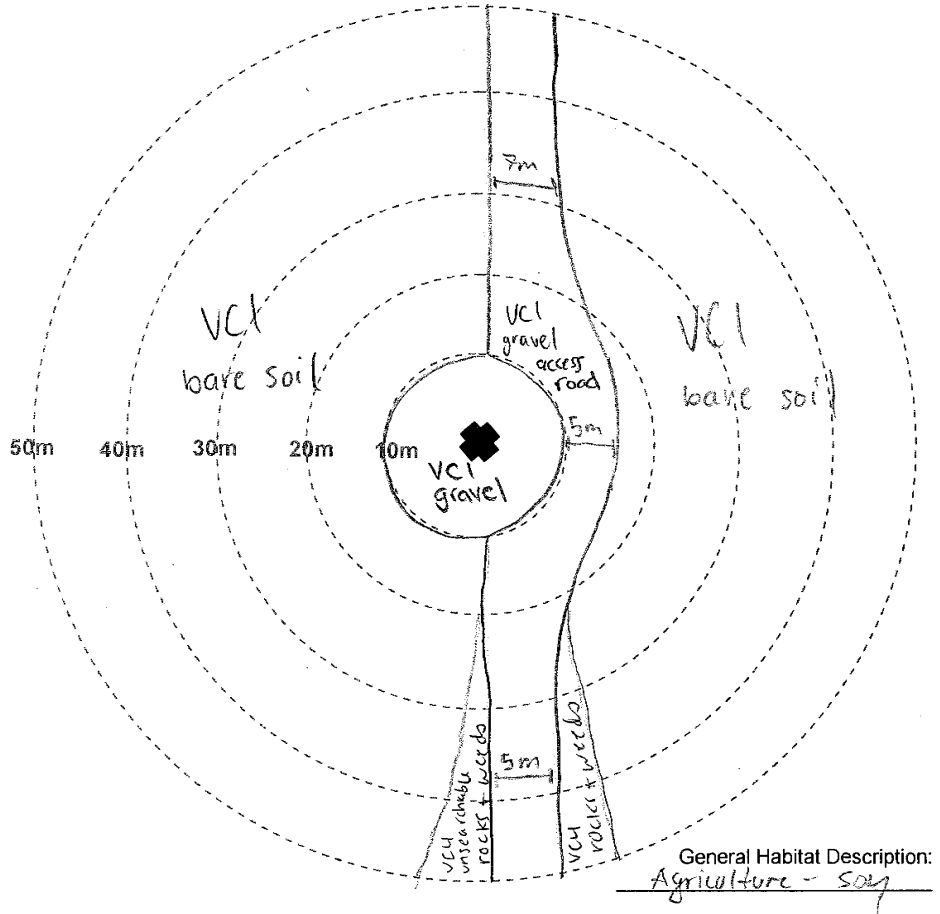 7m
VC1
bare soil
VC1
gravel
access
road
VC1
bare soil
5m
50m 40m 30m 20m 10m
VC1
gravel
VC4
unsearchable
rocks + weeds
5m
VC4
rocks + weeds
General Habitat Description:
Agriculture - soy